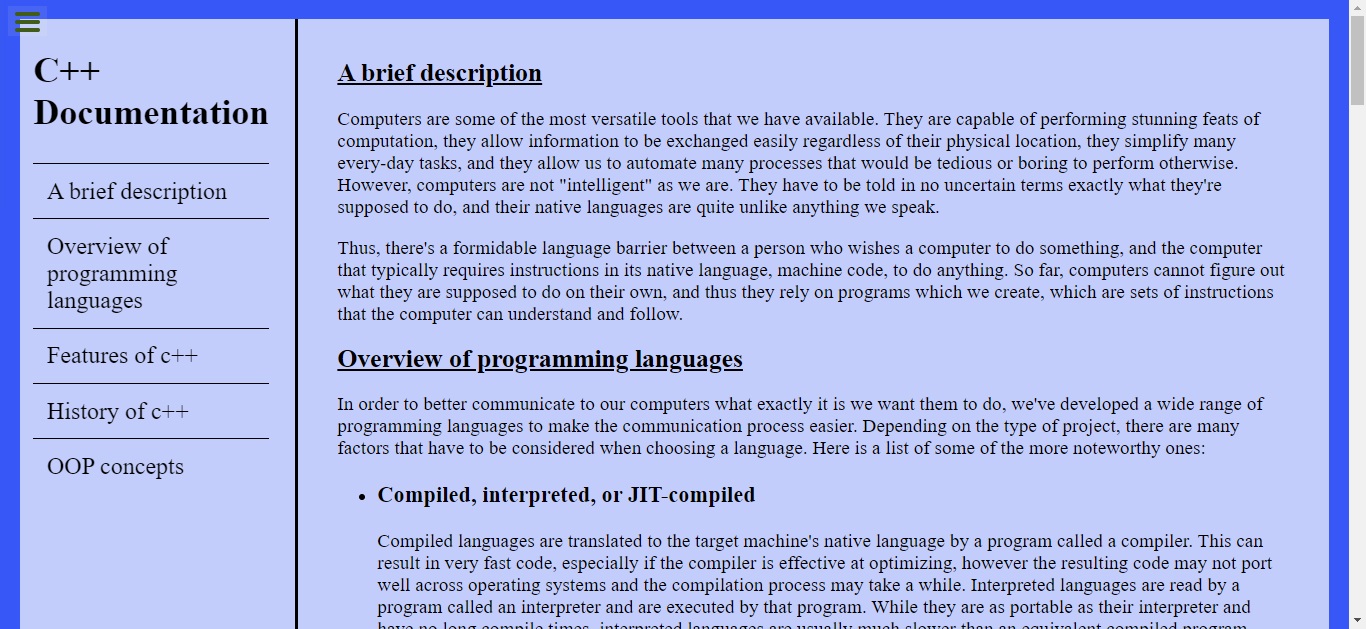 C++
Documentation
A brief description
Overview of
programming
languages
Features of c++
History of c++
OOP concepts
A brief description
Computers are some of the most versatile tools that we have available. They are capable of performing stunning feats of
computation, they allow information to be exchanged easily regardless of their physical location, they simplify many
every-day tasks, and they allow us to automate many processes that would be tedious or boring to perform otherwise.
However, computers are not "intelligent" as we are. They have to be told in no uncertain terms exactly what they're
supposed to do, and their native languages are quite unlike anything we speak.
Thus, there's a formidable language barrier between a person who wishes a computer to do something, and the computer
that typically requires instructions in its native language, machine code, to do anything. So far, computers cannot figure out
what they are supposed to do on their own, and thus they rely on programs which we create, which are sets of instructions
that the computer can understand and follow.
Overview of programming languages
In order to better communicate to our computers what exactly it is we want them to do, we've developed a wide range of
programming languages to make the communication process easier. Depending on the type of project, there are many
factors that have to be considered when choosing a language. Here is a list of some of the more noteworthy ones:
• Compiled, interpreted, or JIT-compiled
Compiled languages are translated to the target machine's native language by a program called a compiler. This can
result in very fast code, especially if the compiler is effective at optimizing, however the resulting code may not port
well across operating systems and the compilation process may take a while. Interpreted languages are read by a
program called an interpreter and are executed by that program. While they are as portable as their interpreter and
have no long compile times, interpreted languages are usually much slower than an equivalent compiled program.